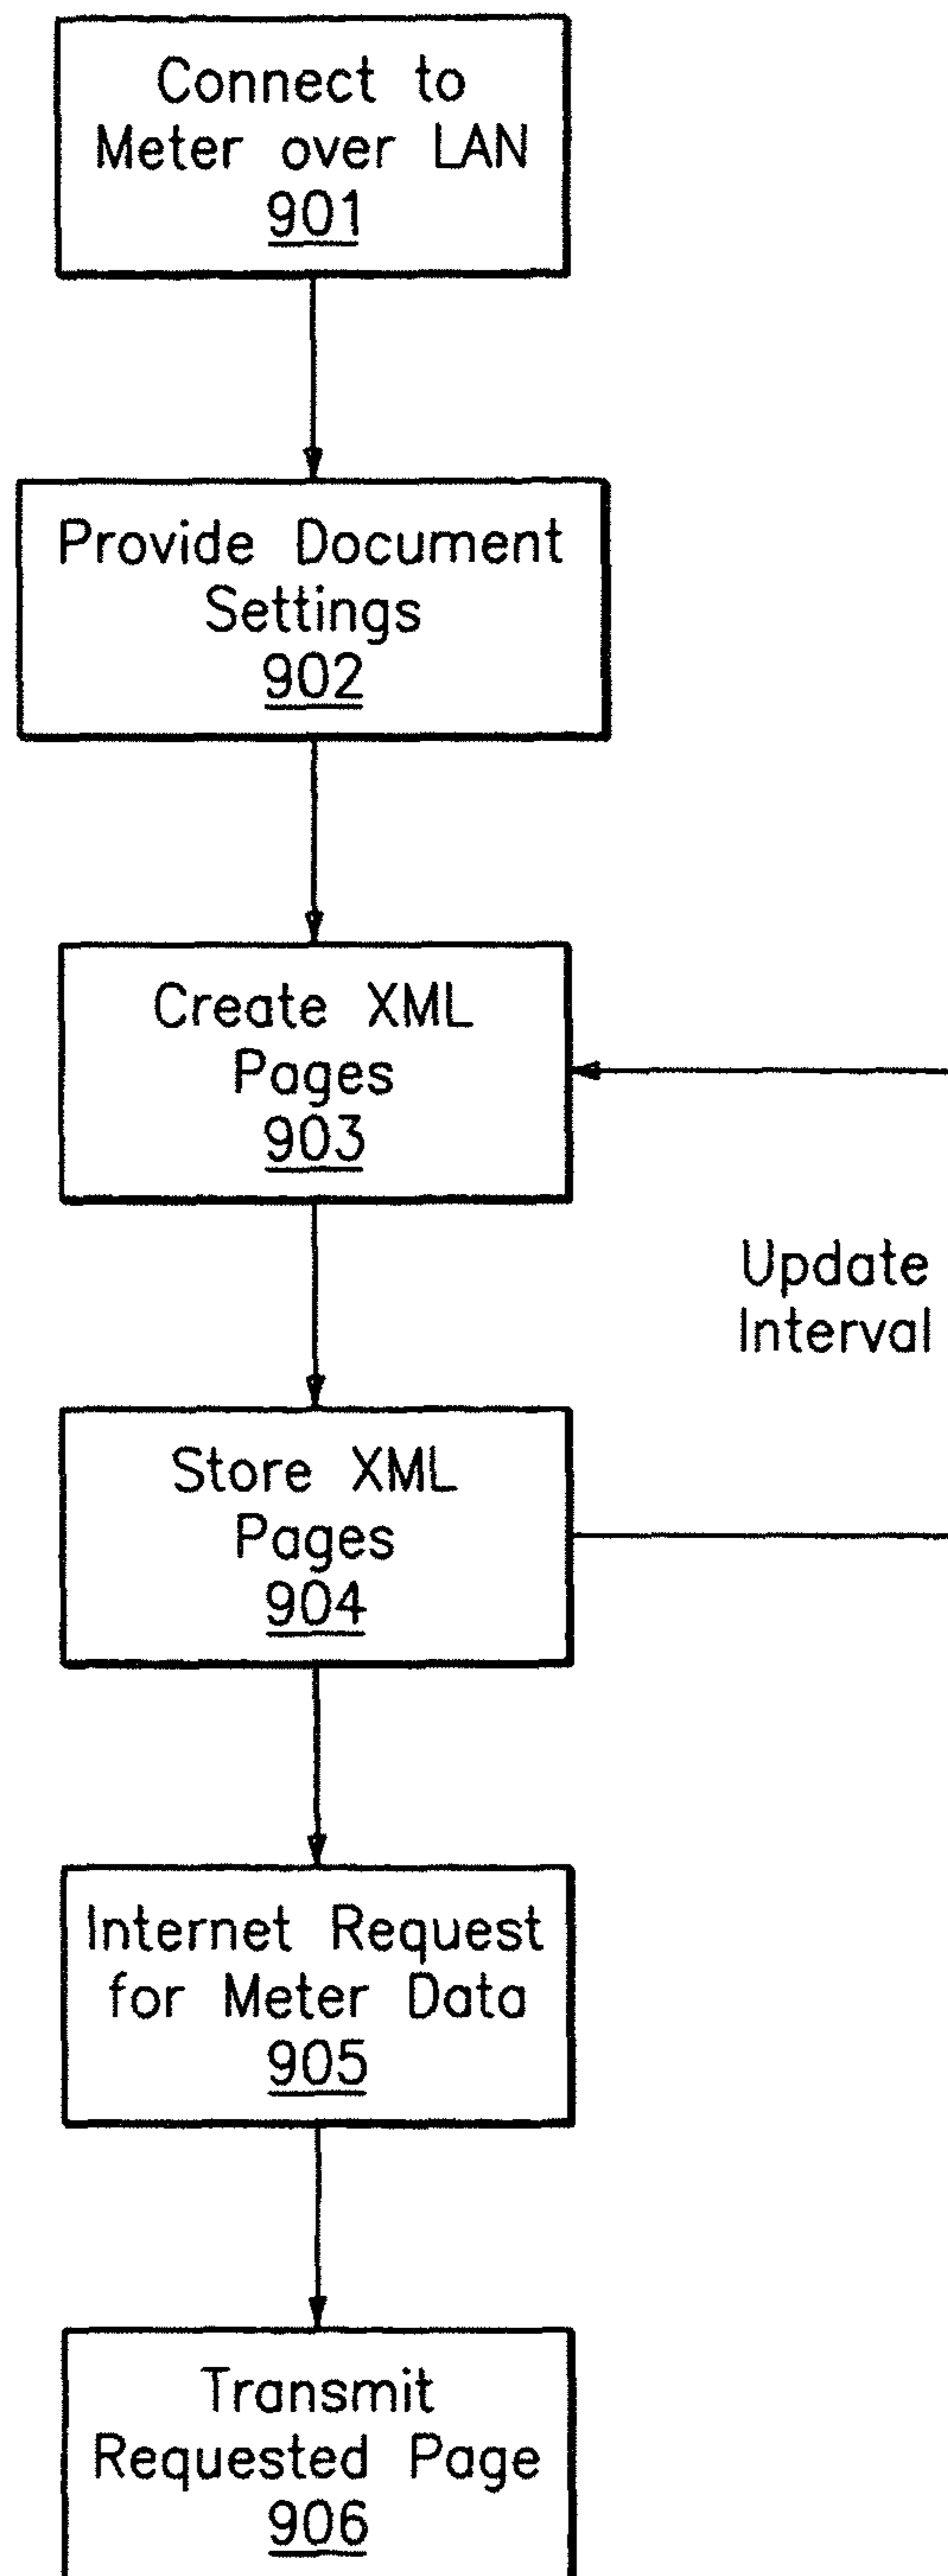 Connect to
Meter over LAN
901
Provide Document
Settings
902
Create XML
Pages
903
Update
Interval
Store XML
Pages
904
Internet Request
for Meter Data
905
Transmit
Requested Page
906